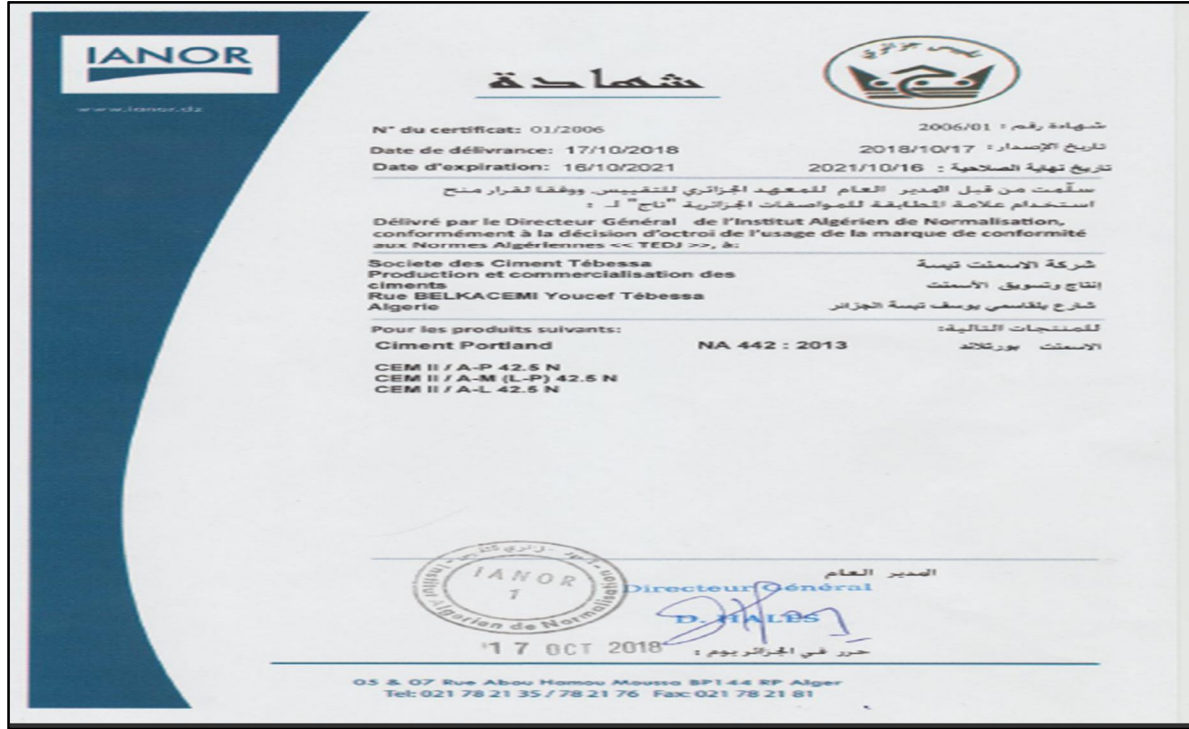 IANOR
www.ianor.dz
شهادة
N° du certificat: 01/2006
شهادة رقم : 2006/01
Date de délivrance: 17/10/2018
تاريخ الإصدار: 2018/10/17
Date d'expiration: 16/10/2021
تاريخ نهاية الصلاحية : 2021/10/16
سلّمت من قبل المدير العام للمعهد الجزائري للتقييس ووفقا لقرار منح
استخدام علامة المطابقة للمواصفات الجزائرية "تاج" لـ :
Délivré par le Directeur Général de l'Institut Algérien de Normalisation,
conformément à la décision d'octroi de l'usage de la marque de conformité
aux Normes Algériennes << TEDJ >>, à:
Societe des Ciment Tébessa
شركة الاسمنت تبسة
Production et commercialisation des
ciments
إنتاج وتسويق الأسمنت
Rue BELKACEMI Youcef Tébessa
Algerie
شارع بلقاسمي يوسف تبسة الجزائر
Pour les produits suivants:
للمنتجات التالية:
Ciment Portland
NA 442 : 2013
الاسمنت بورتلاند
CEM II / A-P 42.5 N
CEM II / A-M (L-P) 42.5 N
CEM II / A-L 42.5 N
IANOR
1
Institut Algerian de Normalisation
المدير العام
Directeur Général
D. HALES
17 OCT 2018
حرر في الجزائر يوم :
05 & 07 Rue Abou Hamou Moussa BP144 RP Alger
Tel: 021 78 21 35 / 78 21 76 Fax: 021 78 21 81